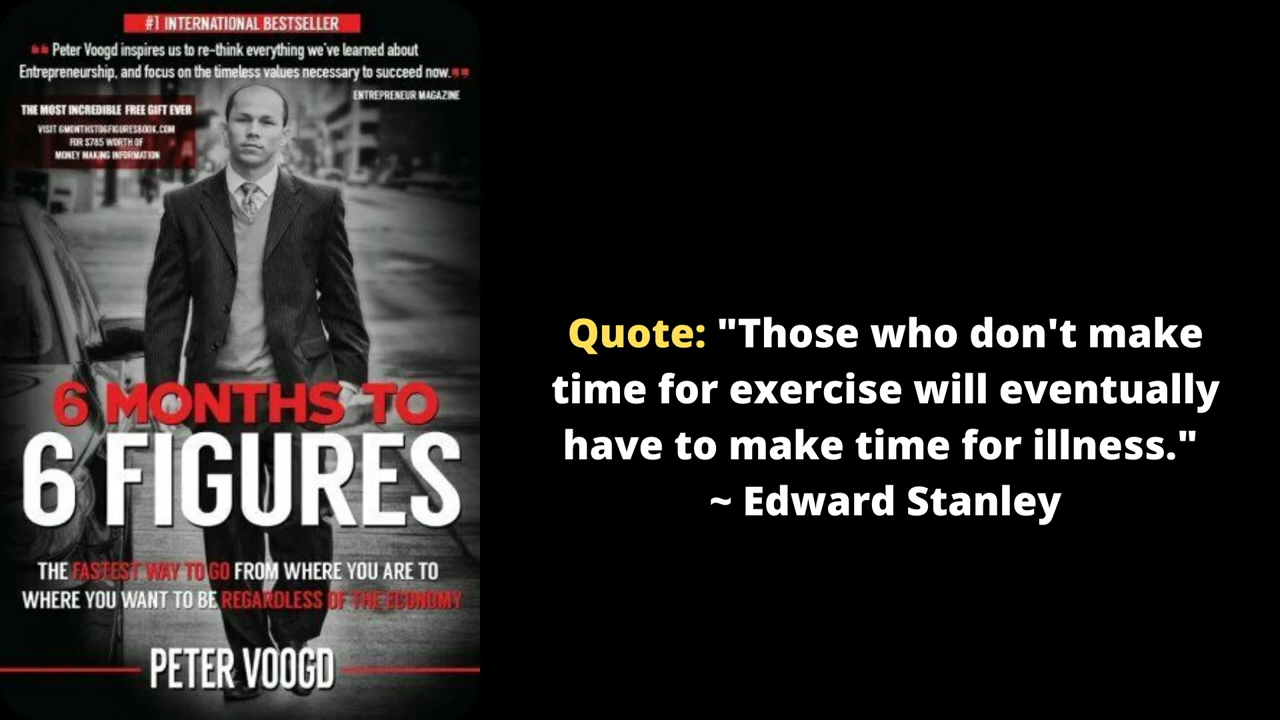 #1 INTERNATIONAL BESTSELLER
❝ Peter Voogd inspires us to re-think everything we've learned about
Entrepreneurship, and focus on the timeless values necessary to succeed now.❞
ENTREPRENEUR MAGAZINE
THE MOST INCREDIBLE FREE GIFT EVER
VISIT 6MONTHSTO6FIGURESBOOK.COM
FOR $785 WORTH OF
MONEY MAKING INFORMATION
6 MONTHS TO
6 FIGURES
THE FASTEST WAY TO GO FROM WHERE YOU ARE TO
WHERE YOU WANT TO BE REGARDLESS OF THE ECONOMY
PETER VOOGD
Quote: "Those who don't make
time for exercise will eventually
have to make time for illness."
~ Edward Stanley